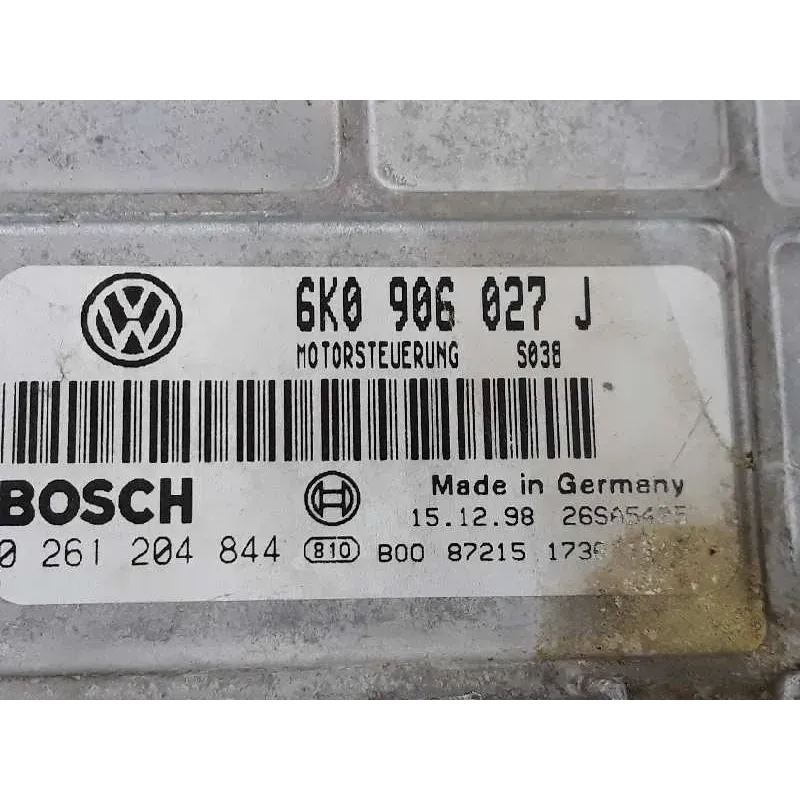 6K0 906 027 J
MOTORSTEUERUNG S038
BOSCH
Made in Germany
15.12.98
0 261 204 844 810 B00 87215